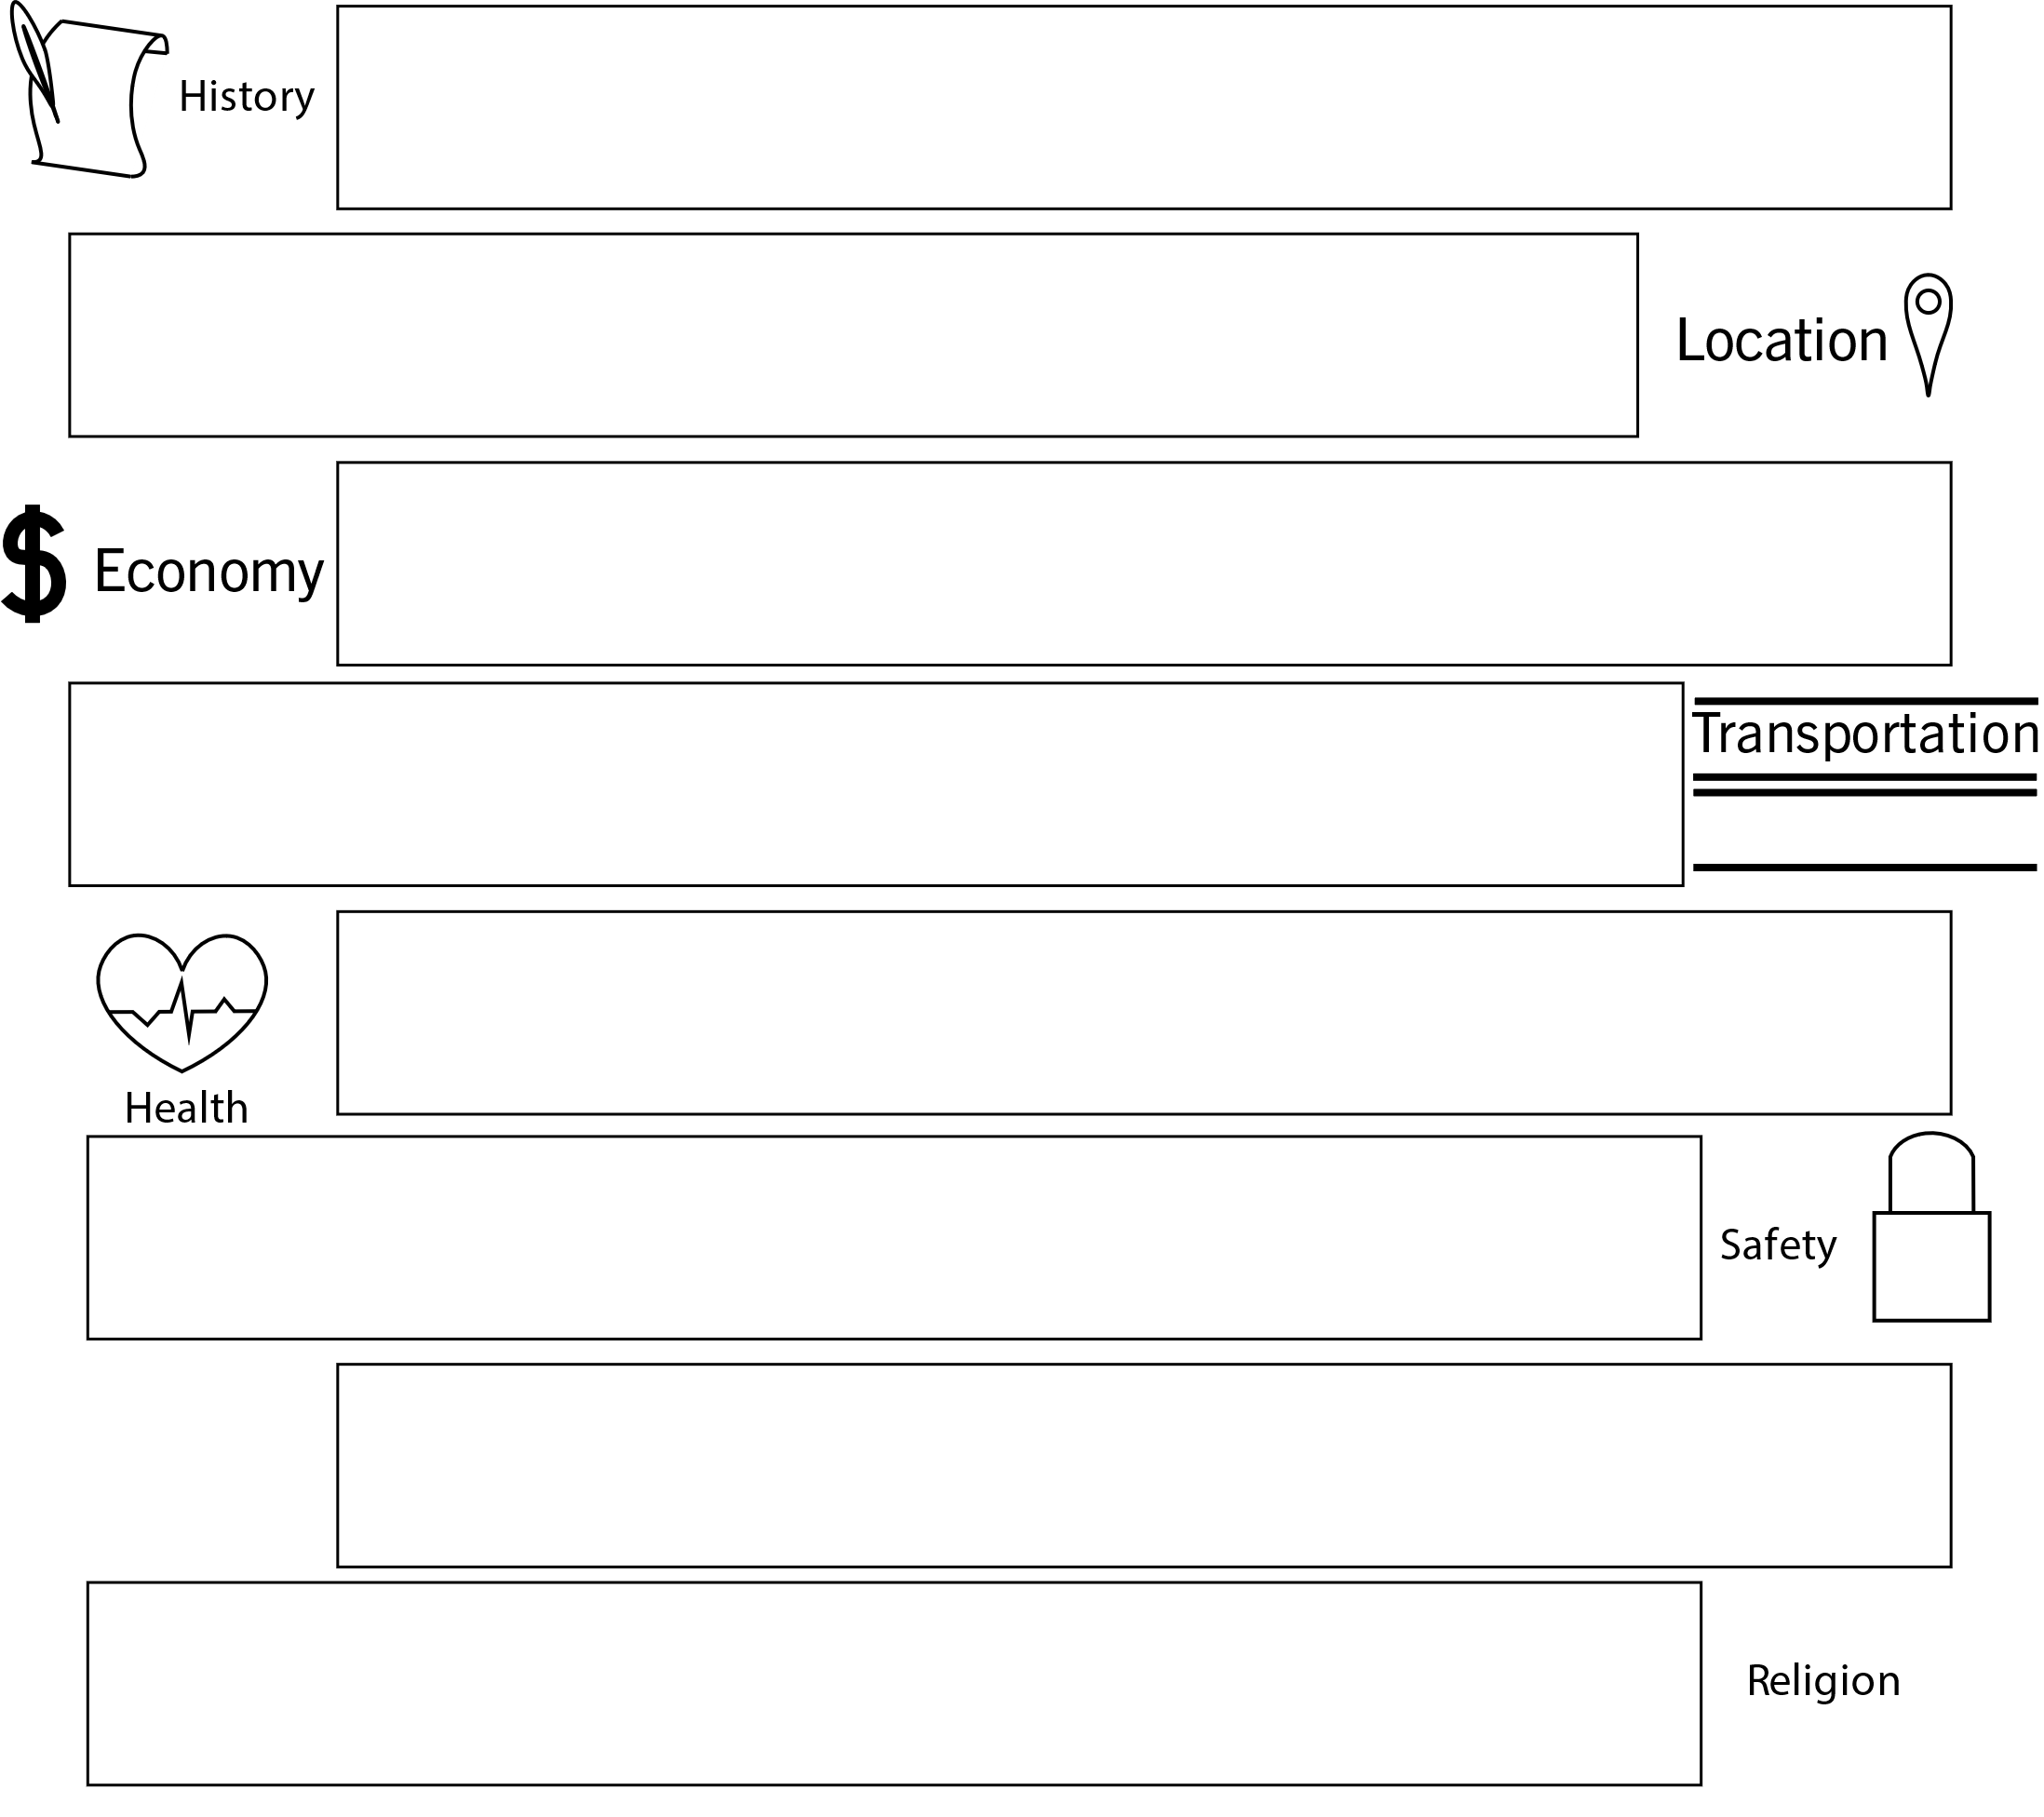 History
Location
$ Economy
Transportation
Health
Safety
Religion